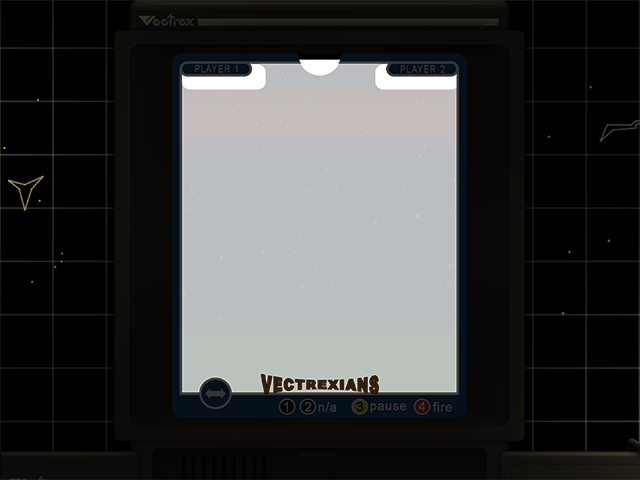 Vectrex
PLAYER 1
PLAYER 2
VECTREXIANS
1 2 n/a 3 pause 4 fire